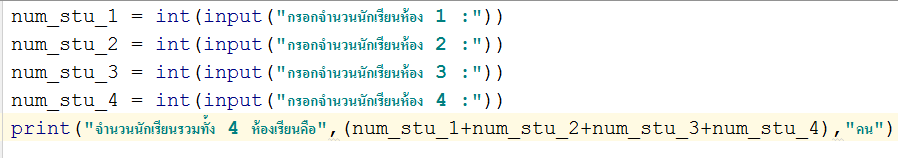 num_stu_1 = int(input("กรอกจำนวนนักเรียนห้อง 1 :"))
num_stu_2 = int(input("กรอกจำนวนนักเรียนห้อง 2 :"))
num_stu_3 = int(input("กรอกจำนวนนักเรียนห้อง 3 :"))
num_stu_4 = int(input("กรอกจำนวนนักเรียนห้อง 4 :"))
print("จำนวนนักเรียนรวมทั้ง 4 ห้องเรียนคือ",(num_stu_1+num_stu_2+num_stu_3+num_stu_4),"คน")